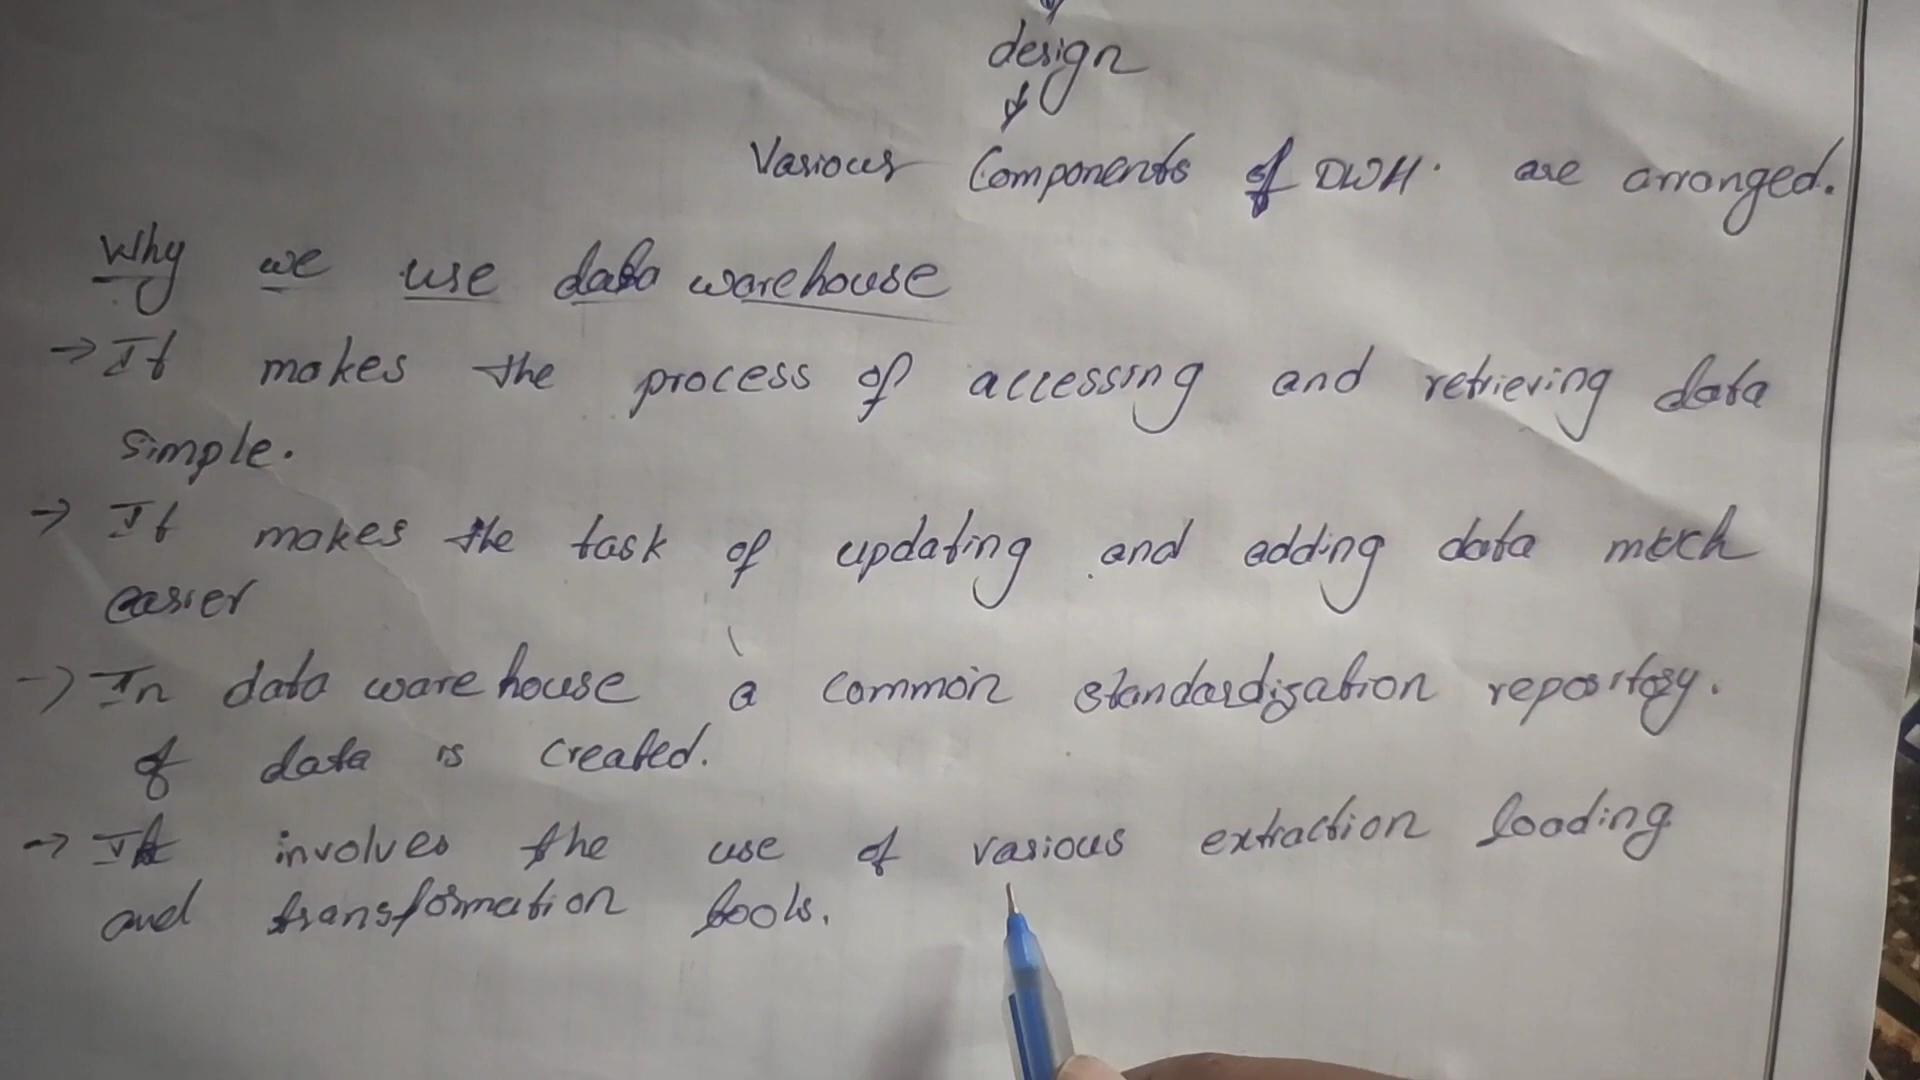 design
Various Components of DWH. are arranged.
Why we use data warehouse
→ It makes the process of accessing and retrieving data
simple.
→ It makes the task of updating and adding data much
easier
→ In data warehouse a common standardization repository.
of data is created.
→ It involves the use of various extraction loading
and transformation tools.